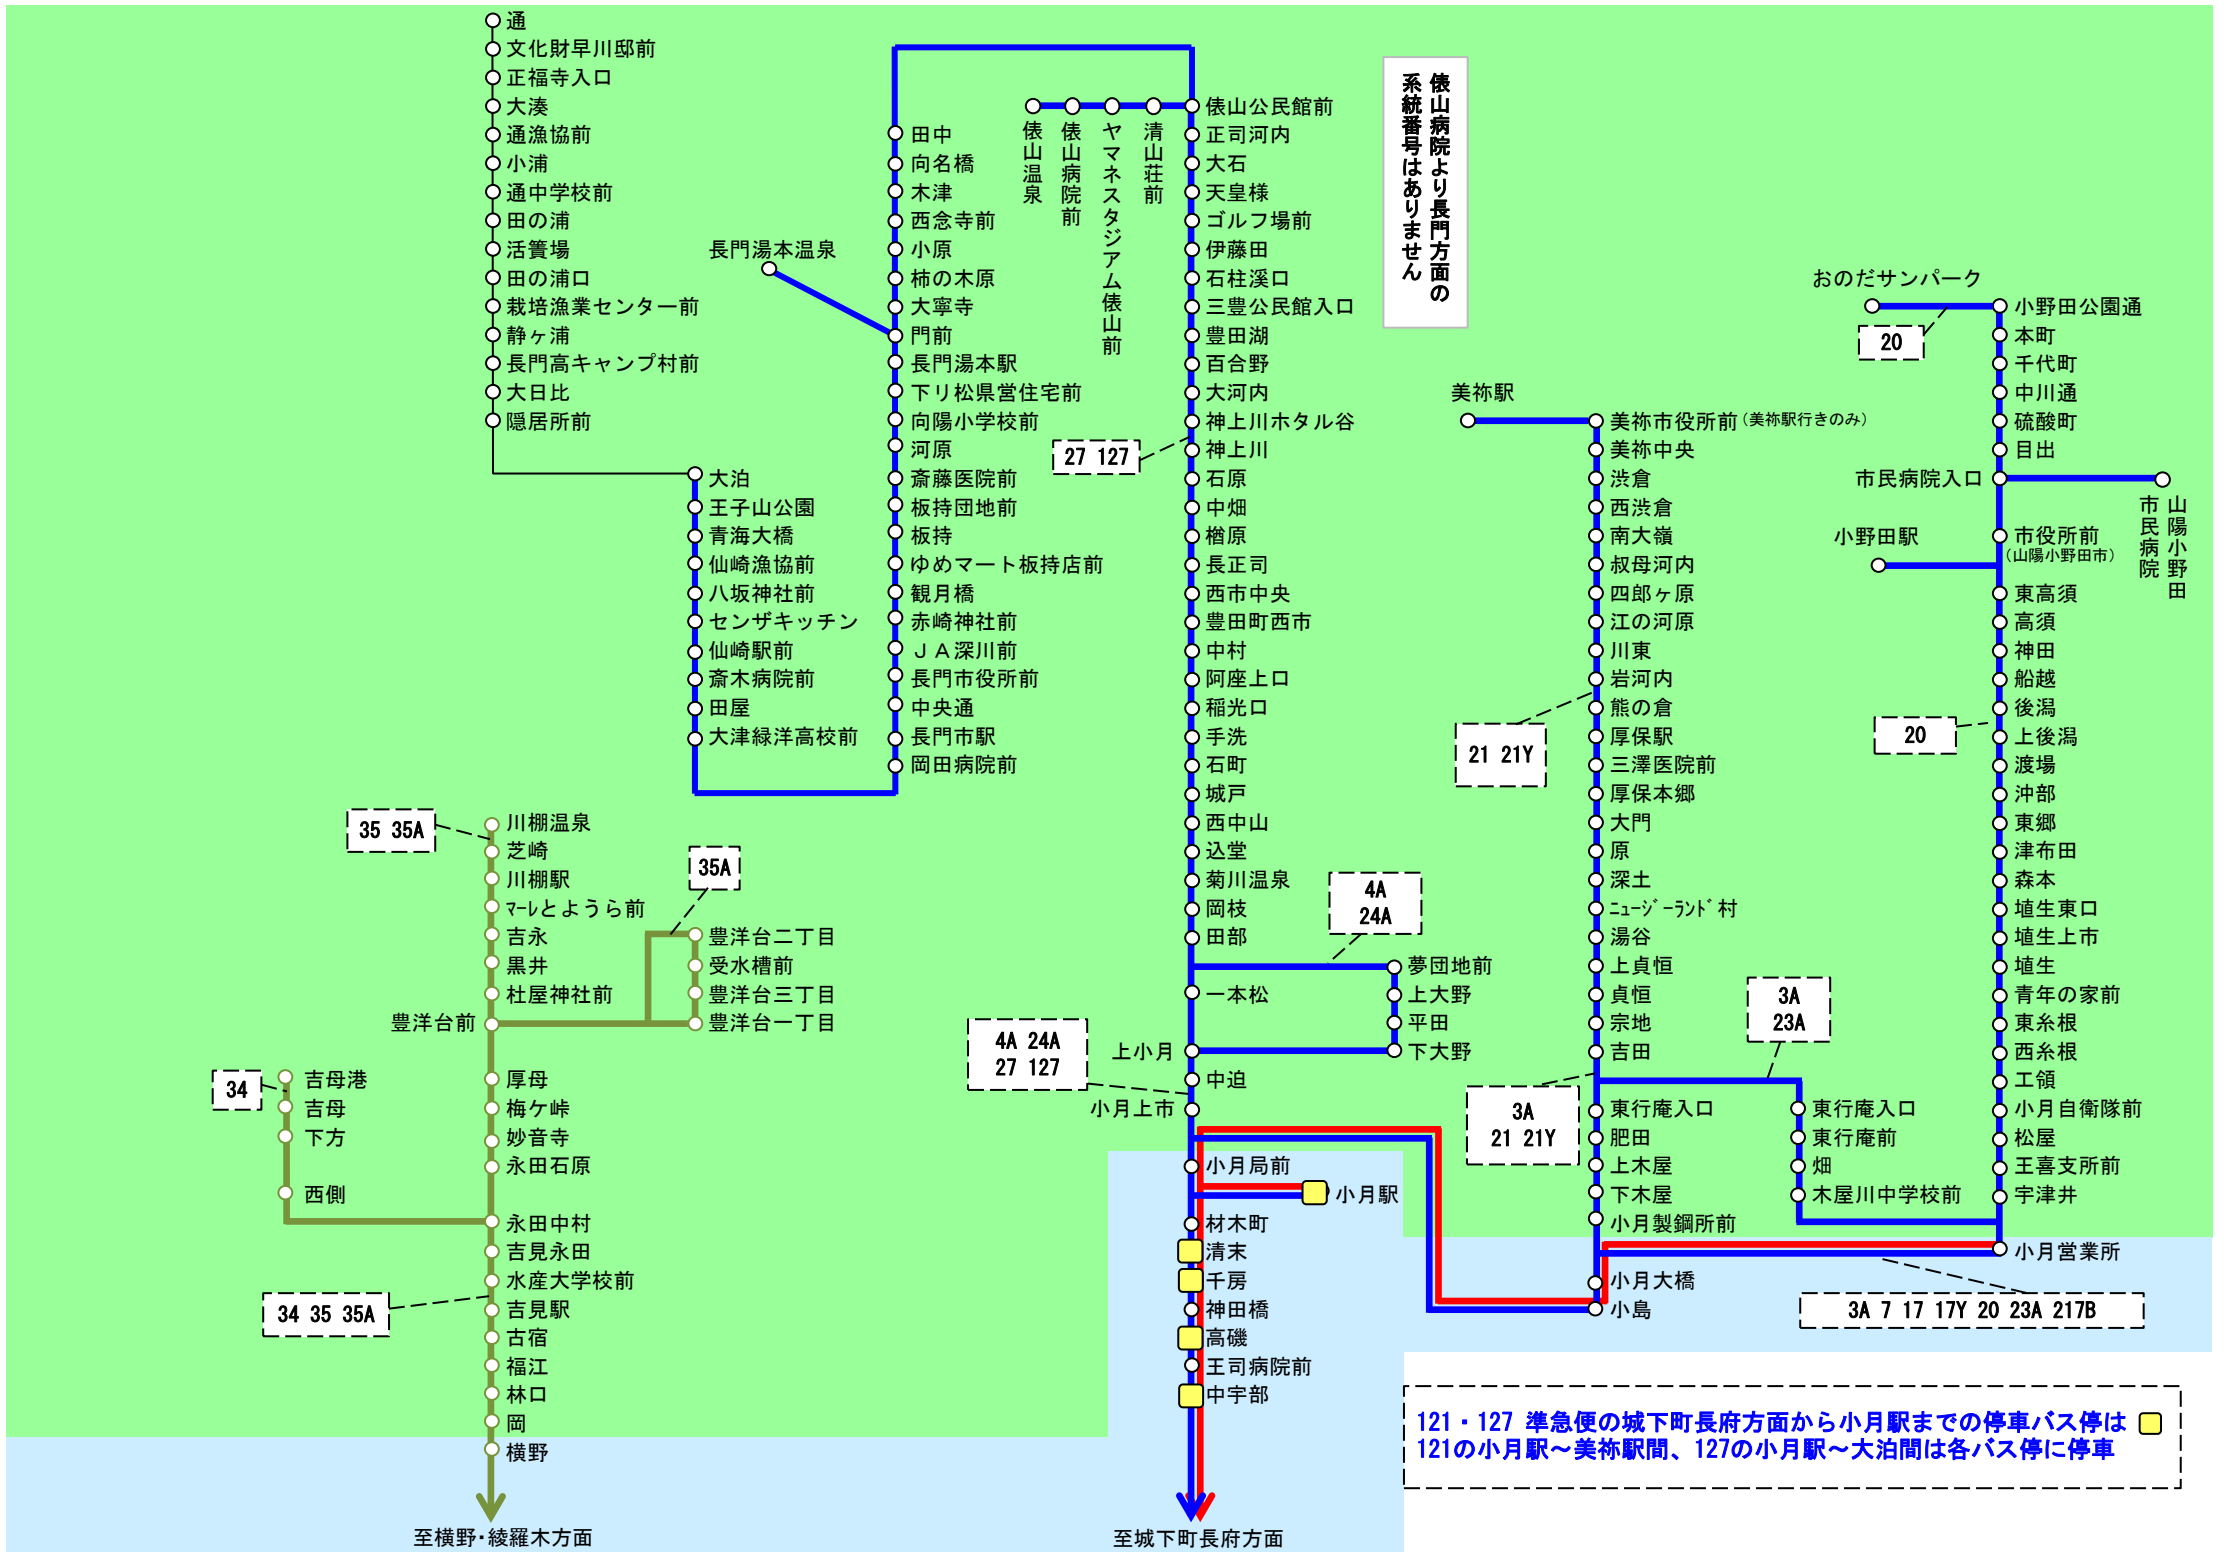 通
文化財早川邸前
正福寺入口
大湊
通漁協前
小浦
通中学校前
田の浦
活簀場
田の浦口
栽培漁業センター前
静ヶ浦
長門高キャンプ村前
大日比
隠居所前
大泊
王子山公園
青海大橋
仙崎漁協前
八坂神社前
センザキッチン
仙崎駅前
斎木病院前
田屋
大津緑洋高校前
長門湯本温泉
田中
向名橋
木津
西念寺前
小原
柿の木原
大寧寺
門前
長門湯本駅
下り松県営住宅前
向陽小学校前
河原
斎藤医院前
板持団地前
板持
ゆめマート板持店前
観月橋
赤崎神社前
ＪＡ深川前
長門市役所前
中央通
長門市駅
岡田病院前
俵山温泉
俵山病院前
ヤマネスタジアム俵山前
清山荘前
俵山公民館前
正司河内
大石
天皇様
ゴルフ場前
伊藤田
石柱渓口
三豊公民館入口
豊田湖
百合野
大河内
神上川ホタル谷
27 127
神上川
石原
中畑
楢原
長正司
西市中央
豊田町西市
中村
阿座上口
稲光口
手洗
石町
城戸
西中山
込堂
菊川温泉
岡枝
田部
4A
24A
夢団地前
上大野
平田
下大野
一本松
4A 24A
27 127
上小月
中迫
小月上市
小月局前
小月駅
材木町
清末
千房
神田橋
高磯
王司病院前
中宇部
至城下町長府方面
俵山病院より長門方面の
系統番号はありません
美祢駅
美祢市役所前(美祢駅行きのみ)
美祢中央
渋倉
西渋倉
南大嶺
叔母河内
四郎ヶ原
江の河原
川東
岩河内
21 21Y
熊の倉
厚保駅
三澤医院前
厚保本郷
大門
原
深土
ﾆｭｰｼﾞｰﾗﾝﾄﾞ村
湯谷
上貞恒
貞恒
宗地
吉田
3A
21 21Y
東行庵入口
肥田
上木屋
下木屋
小月製鋼所前
小月大橋
小島
3A
23A
東行庵入口
東行庵前
畑
木屋川中学校前
おのだサンパーク
20
小野田公園通
本町
千代町
中川通
硫酸町
目出
市民病院入口
山陽小野田
市民病院
市役所前
(山陽小野田市)
小野田駅
東高須
高須
神田
船越
後潟
20
上後潟
渡場
沖部
東郷
津布田
森本
埴生東口
埴生上市
埴生
青年の家前
東糸根
西糸根
工領
小月自衛隊前
松屋
王喜支所前
宇津井
小月営業所
3A 7 17 17Y 20 23A 217B
35 35A
川棚温泉
芝崎
川棚駅
ﾏｰﾚとようら前
吉永
黒井
杜屋神社前
豊洋台前
35A
豊洋台二丁目
受水槽前
豊洋台三丁目
豊洋台一丁目
34
吉母港
吉母
下方
西側
厚母
梅ケ峠
妙音寺
永田石原
永田中村
吉見永田
水産大学校前
34 35 35A
吉見駅
古宿
福江
林口
岡
横野
至横野･綾羅木方面
121・127 準急便の城下町長府方面から小月駅までの停車バス停は
121の小月駅～美祢駅間、127の小月駅～大泊間は各バス停に停車